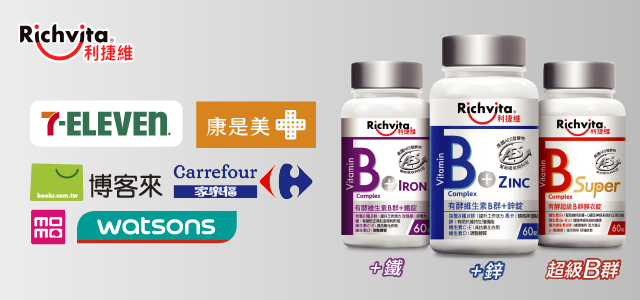 Richvita®
利捷維
7-ELEVEN®
康是美
books.com.tw
博客來
Carrefour
家樂福
momo
watsons
Richvita®
利捷維
Vitamin
B + IRON
Complex
有酵維生素B群+鐵錠
60
+鐵
Richvita®
利捷維
Vitamin
B + ZINC
Complex
有酵維生素B群+鋅錠
60
+鋅
Richvita®
利捷維
Vitamin
B Super
Complex
有酵超級B群膜衣錠
60
超級B群